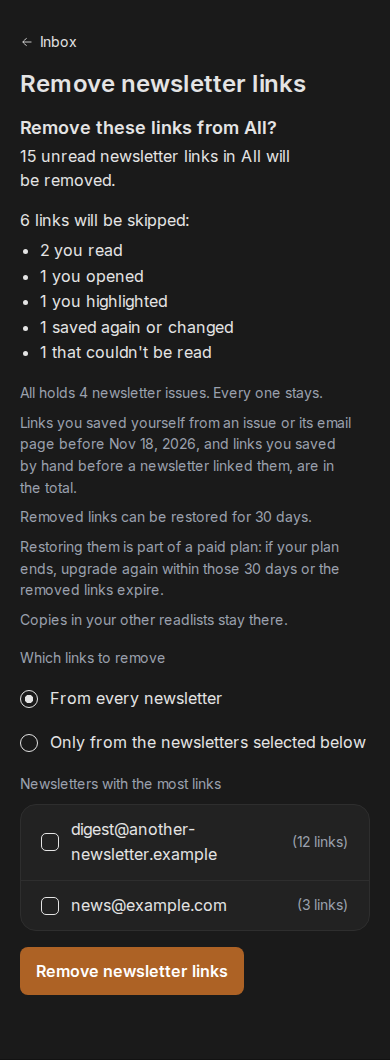 ← Inbox
Remove newsletter links
Remove these links from All?
15 unread newsletter links in All will
be removed.
6 links will be skipped:
• 2 you read
• 1 you opened
• 1 you highlighted
• 1 saved again or changed
• 1 that couldn't be read
All holds 4 newsletter issues. Every one stays.
Links you saved yourself from an issue or its email
page before Nov 18, 2026, and links you saved
by hand before a newsletter linked them, are in
the total.
Removed links can be restored for 30 days.
Restoring them is part of a paid plan: if your plan
ends, upgrade again within those 30 days or the
removed links expire.
Copies in your other readlists stay there.
Which links to remove
From every newsletter
Only from the newsletters selected below
Newsletters with the most links
digest@another-
newsletter.example
(12 links)
news@example.com (3 links)
Remove newsletter links